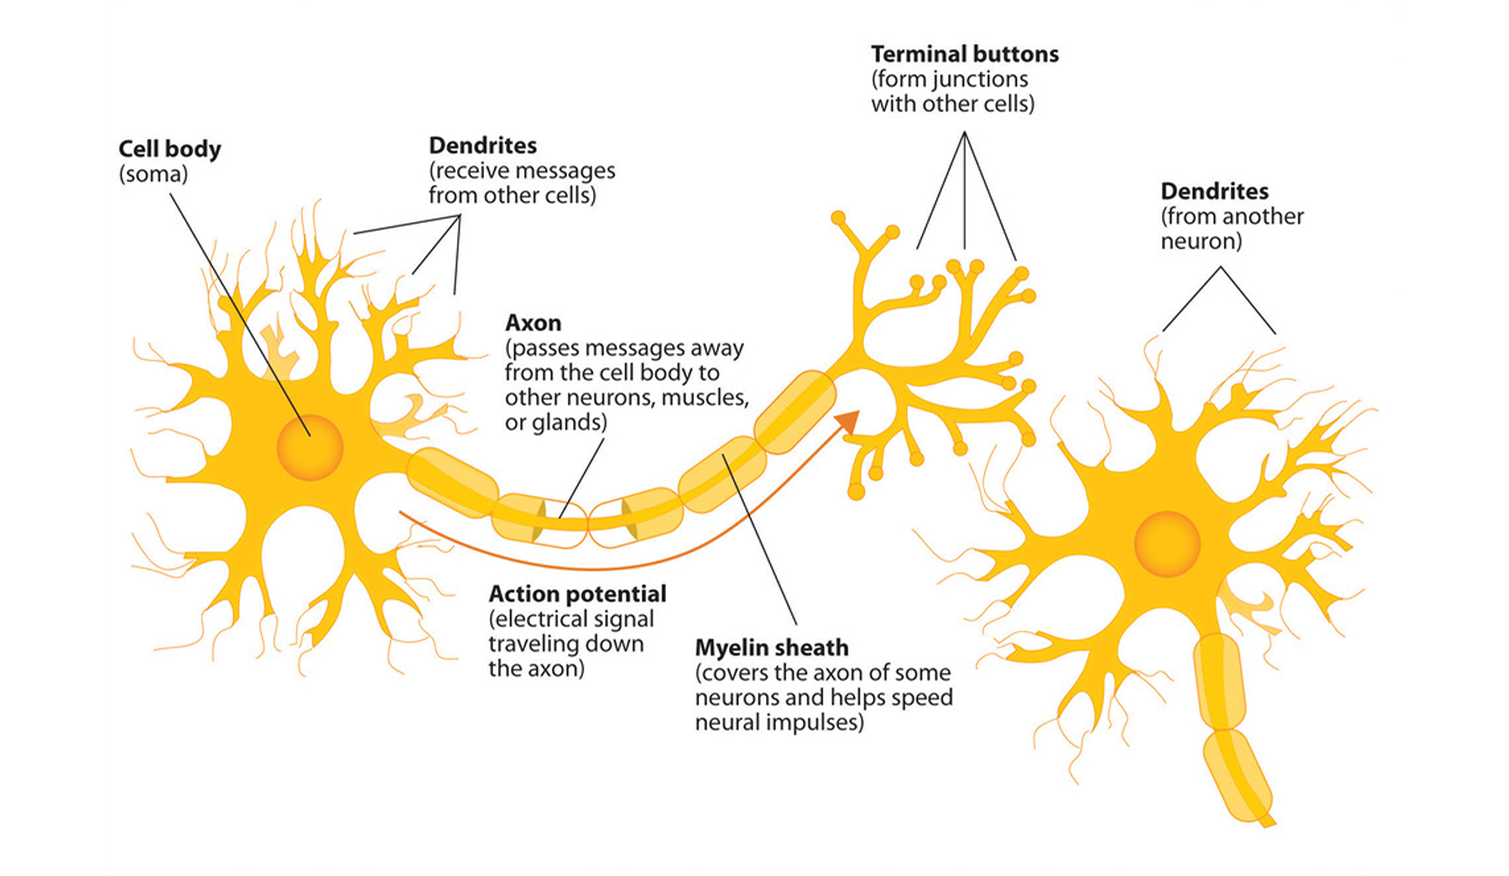 Terminal buttons
(form junctions
with other cells)
Cell body
(soma)
Dendrites
(receive messages
from other cells)
Dendrites
(from another
neuron)
Axon
(passes messages away
from the cell body to
other neurons, muscles,
or glands)
Action potential
(electrical signal
traveling down
the axon)
Myelin sheath
(covers the axon of some
neurons and helps speed
neural impulses)